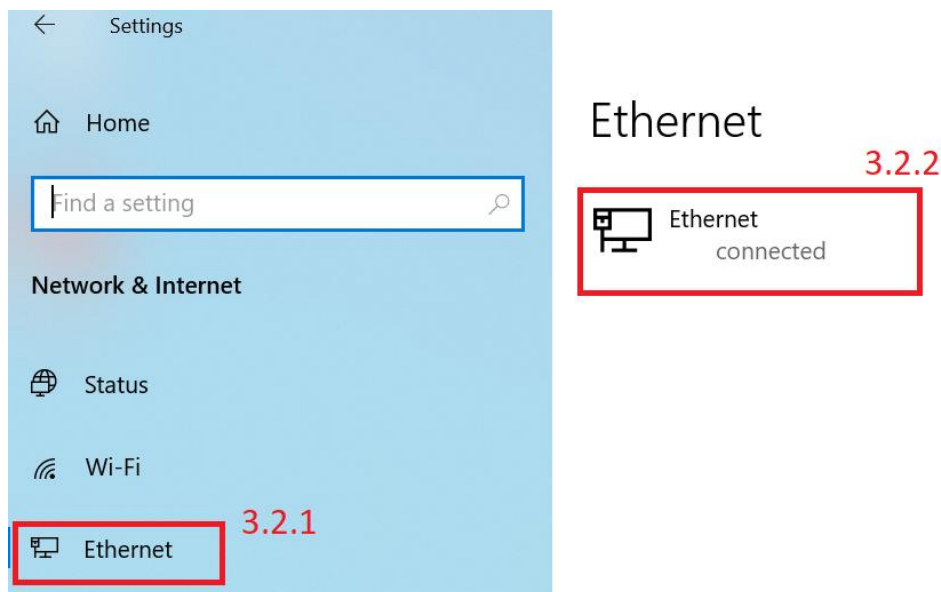 Settings
Home
Find a setting
Network & Internet
Status
Wi-Fi
3.2.1
Ethernet
Ethernet
3.2.2
Ethernet
connected